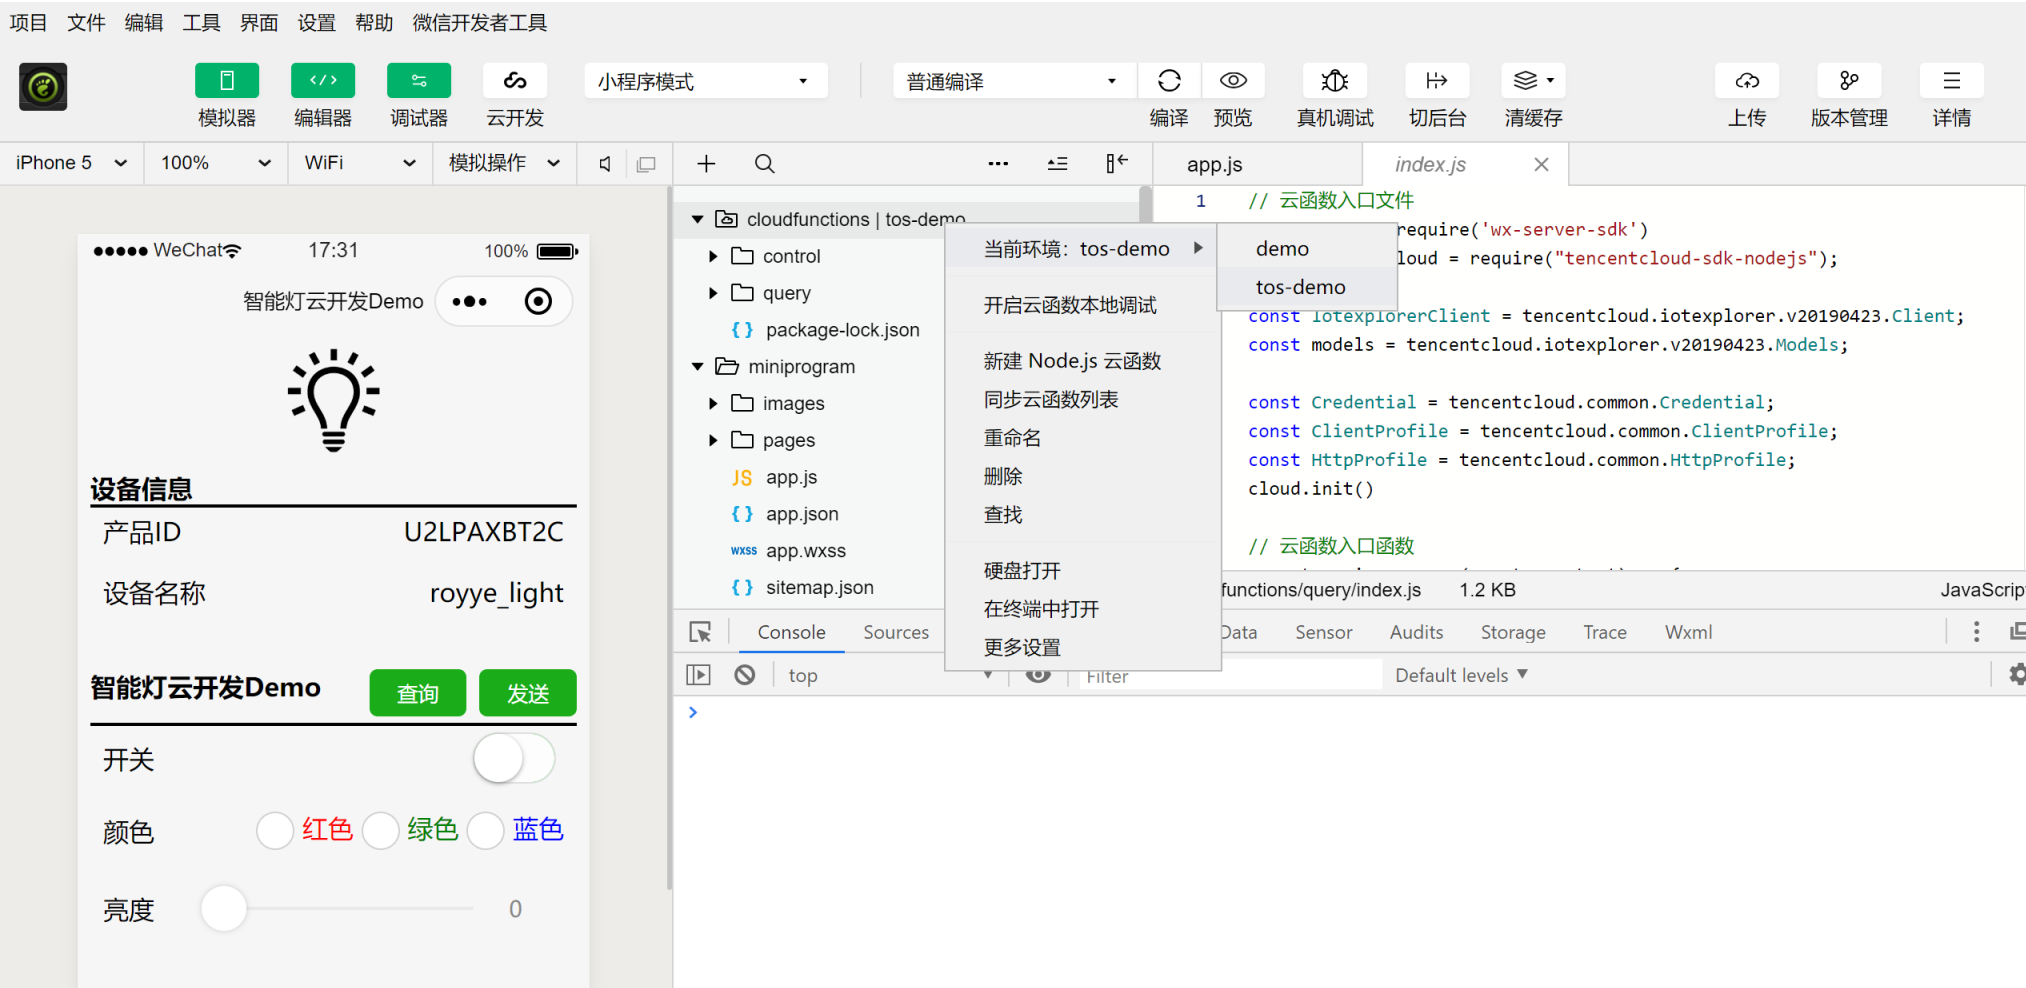 项目 文件 编辑 工具 界面 设置 帮助 微信开发者工具
模拟器 编辑器 调试器 云开发
小程序模式
普通编译
编译 预览 真机调试 切后台 清缓存
上传 版本管理 详情
iPhone 5 100% WiFi 模拟操作
app.js index.js
WeChat 17:31 100%
智能灯云开发Demo
设备信息
产品ID U2LPAXBT2C
设备名称 royye_light
智能灯云开发Demo 查询 发送
开关
颜色 红色 绿色 蓝色
亮度 0
cloudfunctions | tos-demo
control
query
{ } package-lock.json
miniprogram
images
pages
JS app.js
{ } app.json
WXSS app.wxss
{ } sitemap.json
当前环境：tos-demo
开启云函数本地调试
新建 Node.js 云函数
同步云函数列表
重命名
删除
查找
硬盘打开
在终端中打开
更多设置
demo
tos-demo
1 // 云函数入口文件
require('wx-server-sdk')
loud = require("tencentcloud-sdk-nodejs");
const IotexplorerClient = tencentcloud.iotexplorer.v20190423.Client;
const models = tencentcloud.iotexplorer.v20190423.Models;
const Credential = tencentcloud.common.Credential;
const ClientProfile = tencentcloud.common.ClientProfile;
const HttpProfile = tencentcloud.common.HttpProfile;
cloud.init()
// 云函数入口函数
functions/query/index.js 1.2 KB JavaScrip
Console Sources Data Sensor Audits Storage Trace Wxml
top Filter Default levels ▼
>